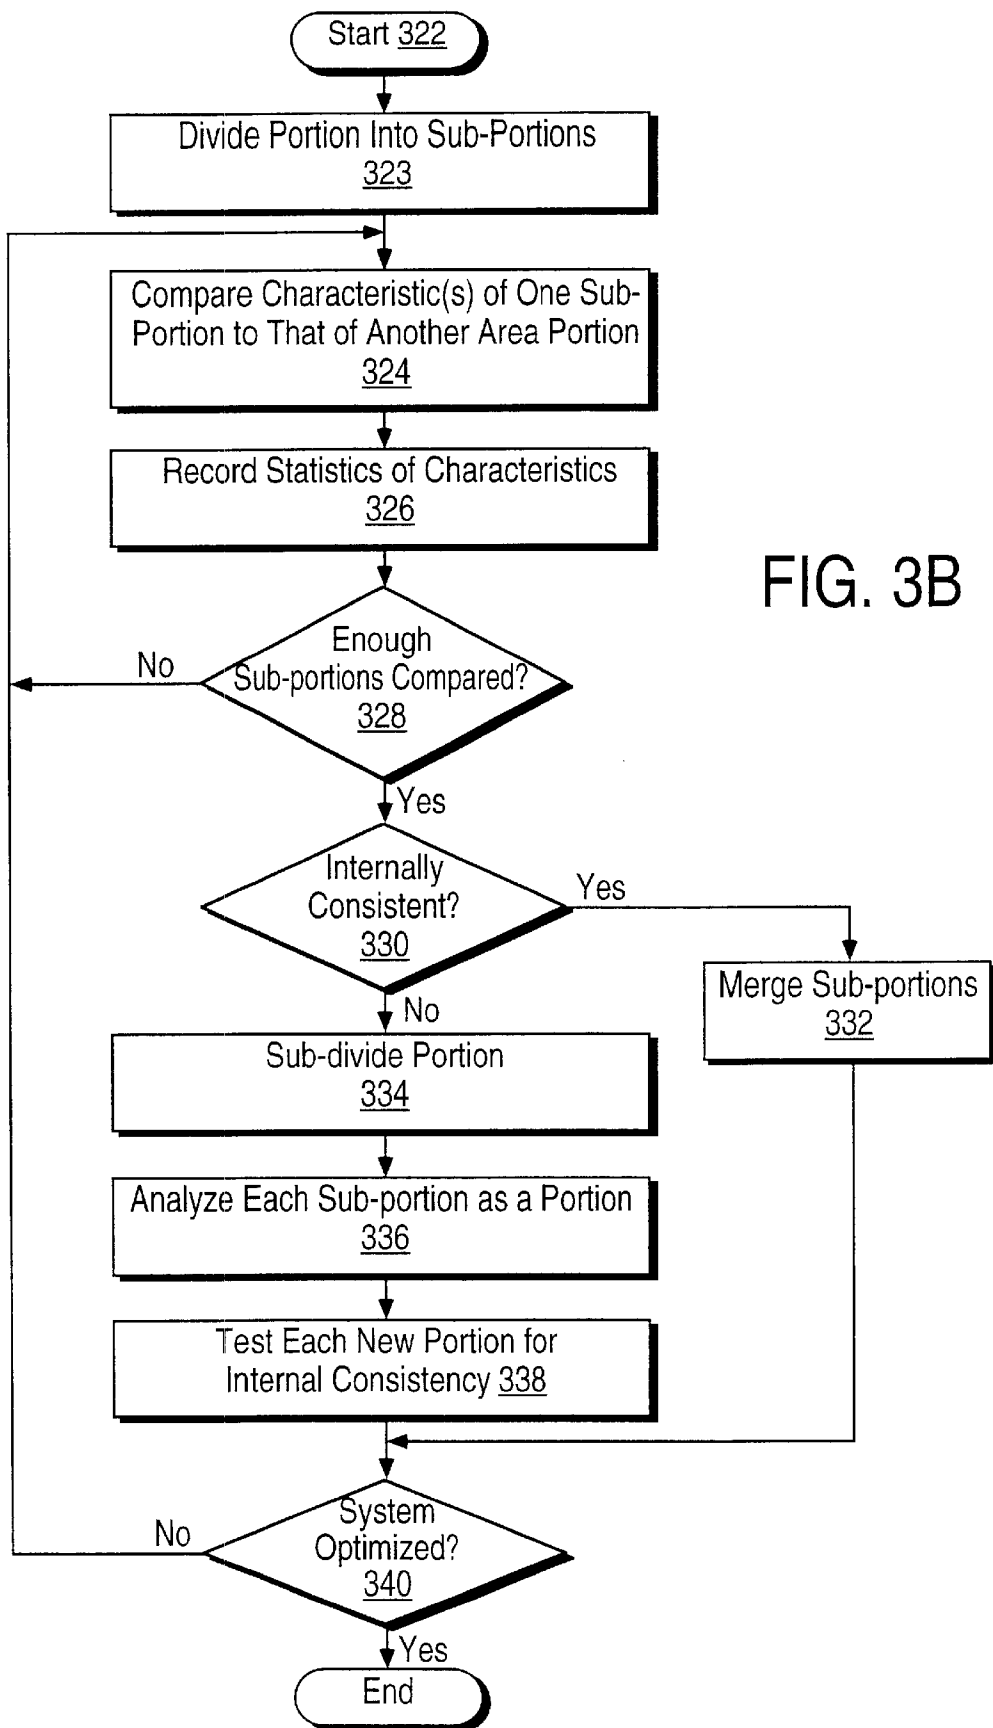 Start 322
Divide Portion Into Sub-Portions
323
Compare Characteristic(s) of One Sub-
Portion to That of Another Area Portion
324
Record Statistics of Characteristics
326
FIG. 3B
Enough
Sub-portions Compared?
328
No
Yes
Internally
Consistent?
330
Yes
Merge Sub-portions
332
No
Sub-divide Portion
334
Analyze Each Sub-portion as a Portion
336
Test Each New Portion for
Internal Consistency 338
System
Optimized?
340
No
Yes
End